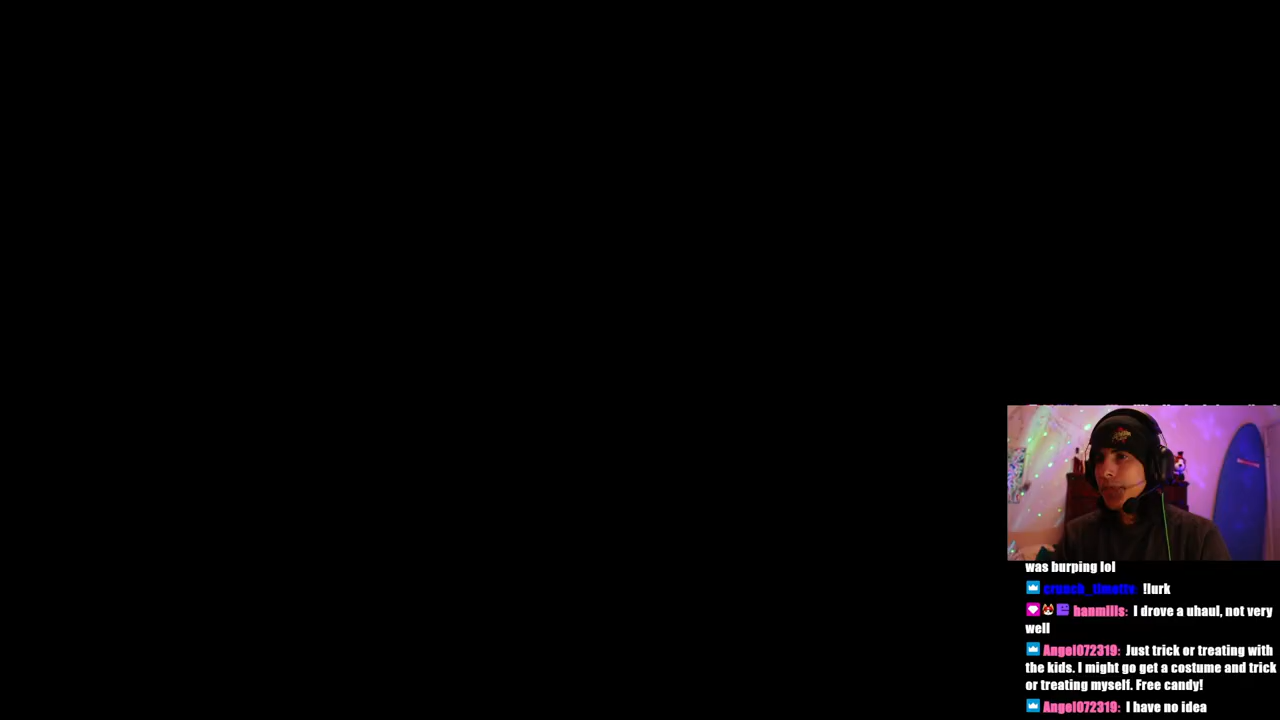 was burping lol
crunch_timette !lurk
hanmills: I drove a uhaul, not very
well
Angel072319: Just trick or treating with
the kids. I might go get a costume and trick
or treating myself. Free candy!
Angel072319: I have no idea